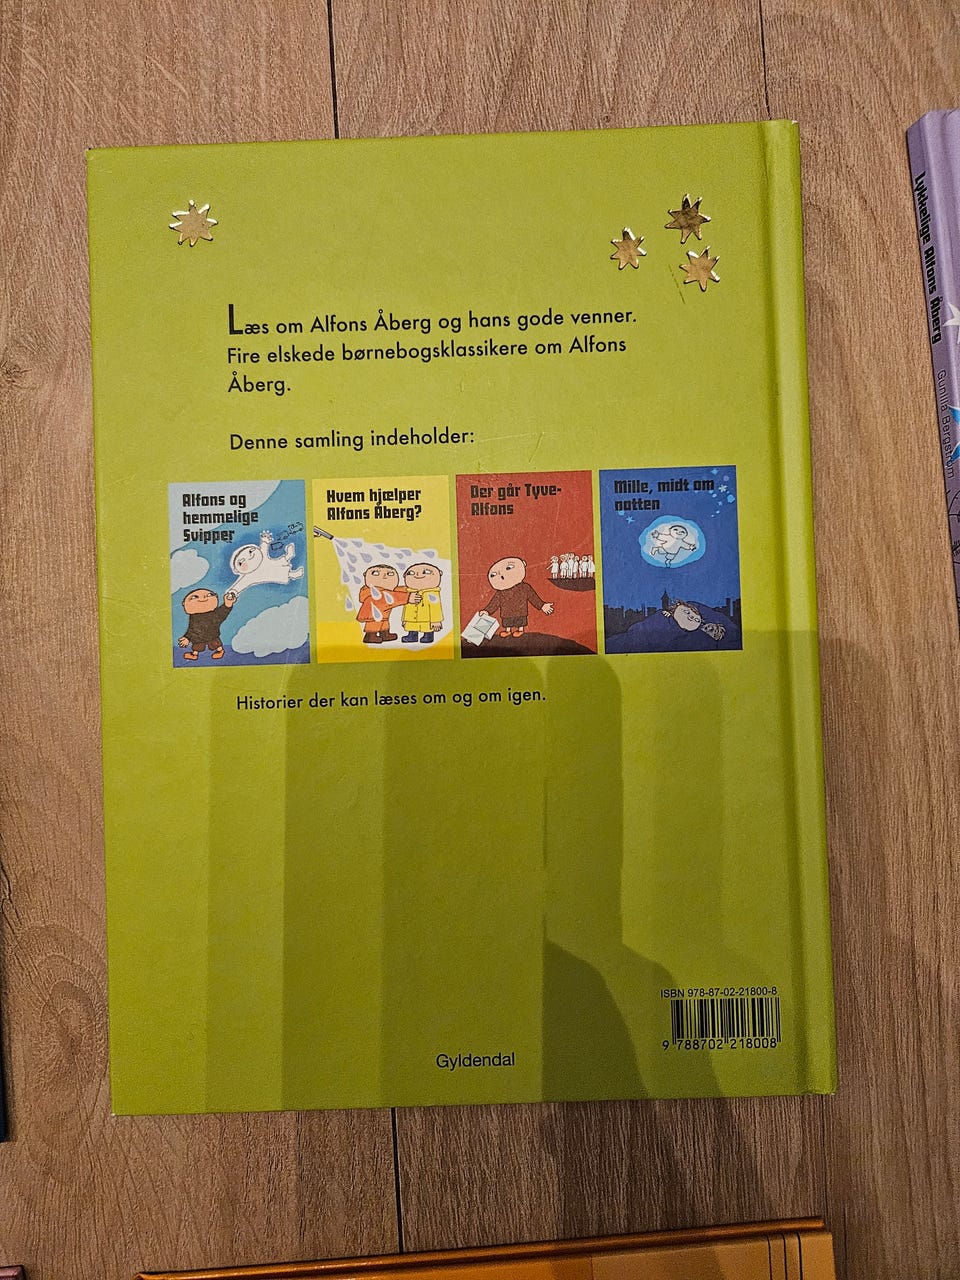 Læs om Alfons Åberg og hans gode venner.
Fire elskede børnebogsklassikere om Alfons
Åberg.
Denne samling indeholder:
Alfons og
hemmelige
Svipper
Hvem hjælper
Alfons Åberg?
Der går Tyve-
Alfons
Mille, midt om
natten
Historier der kan læses om og om igen.
ISBN 978-87-02-21800-8
9 788702 218008
Gyldendal
Lykkelige Alfons Åberg
Gunilla Bergström